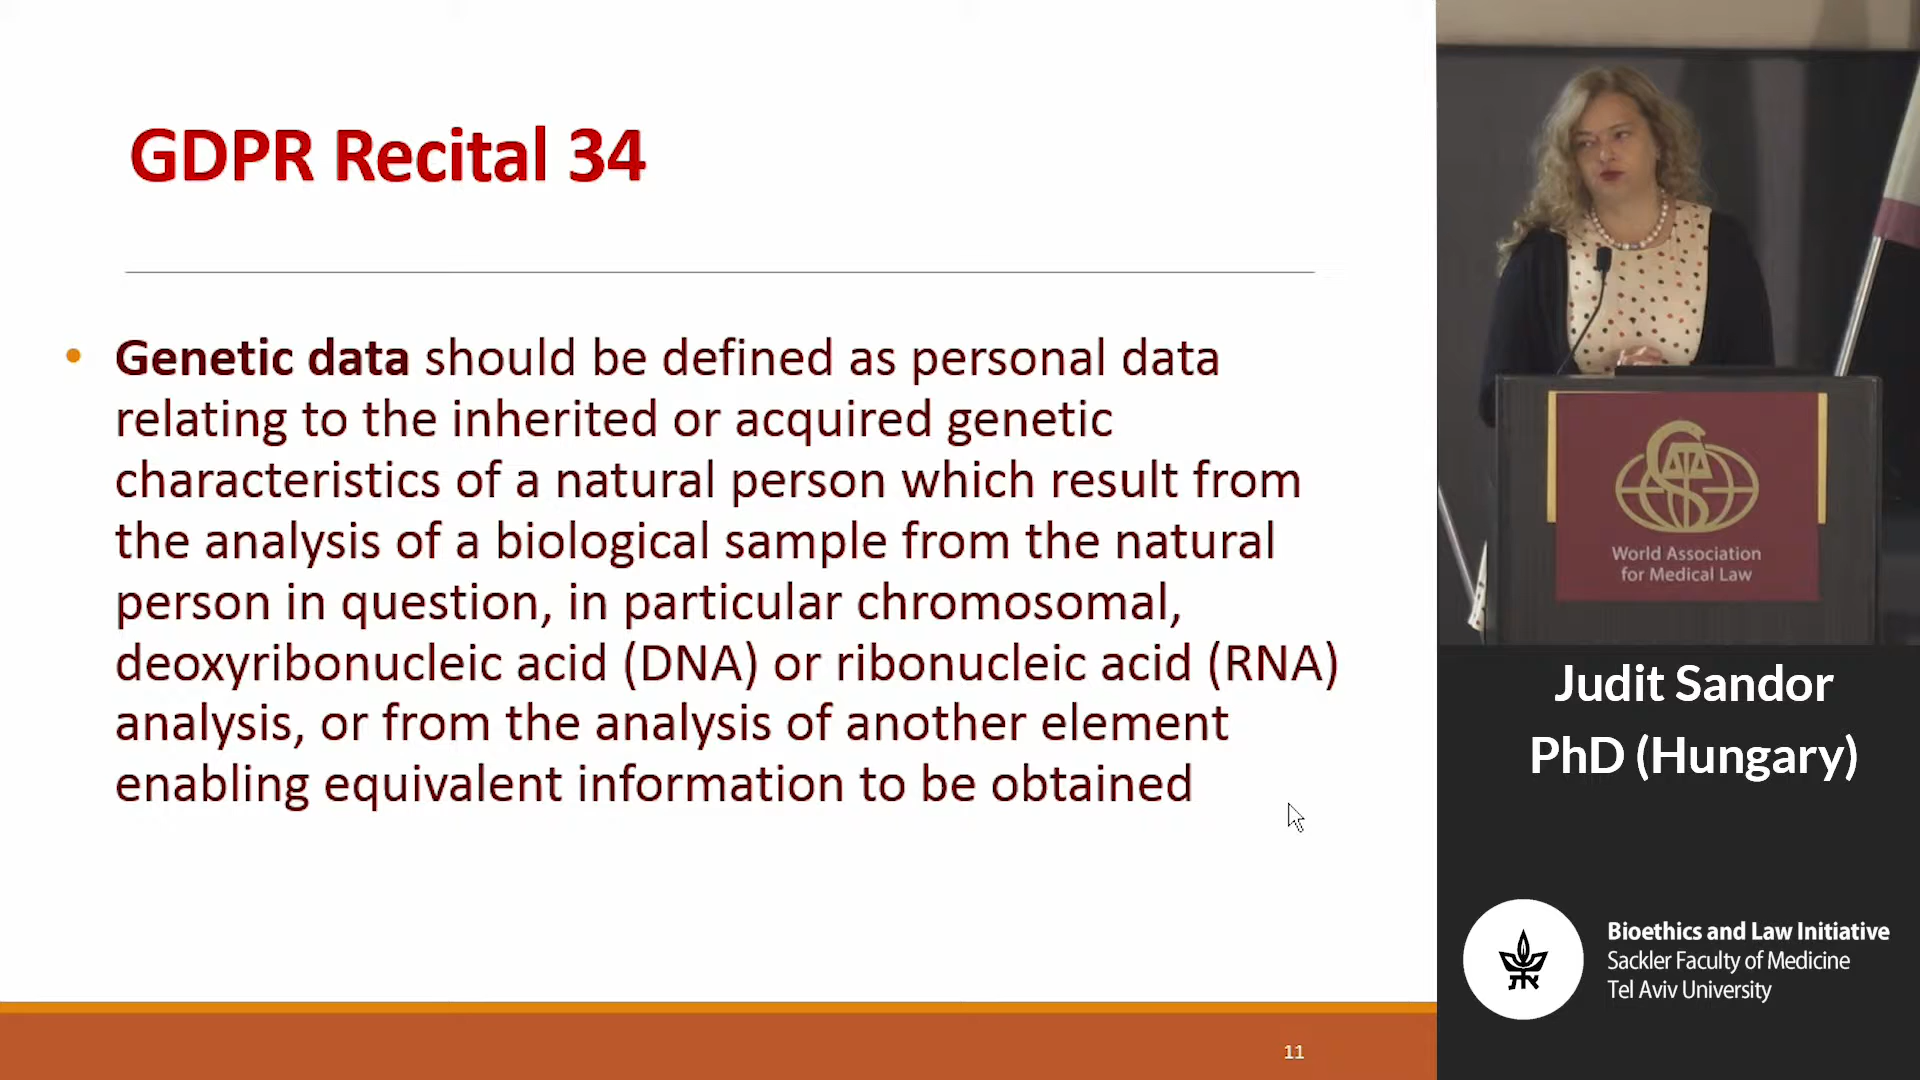 GDPR Recital 34
• Genetic data should be defined as personal data
relating to the inherited or acquired genetic
characteristics of a natural person which result from
the analysis of a biological sample from the natural
person in question, in particular chromosomal,
deoxyribonucleic acid (DNA) or ribonucleic acid (RNA)
analysis, or from the analysis of another element
enabling equivalent information to be obtained
11
World Association
for Medical Law
Judit Sandor
PhD (Hungary)
Bioethics and Law Initiative
Sackler Faculty of Medicine
Tel Aviv University